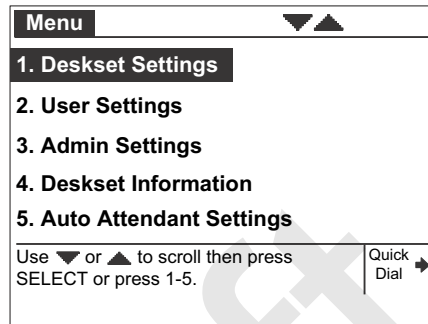 Menu
1. Deskset Settings
2. User Settings
3. Admin Settings
4. Deskset Information
5. Auto Attendant Settings
Use ▼ or ▲ to scroll then press
SELECT or press 1-5.
Quick
Dial